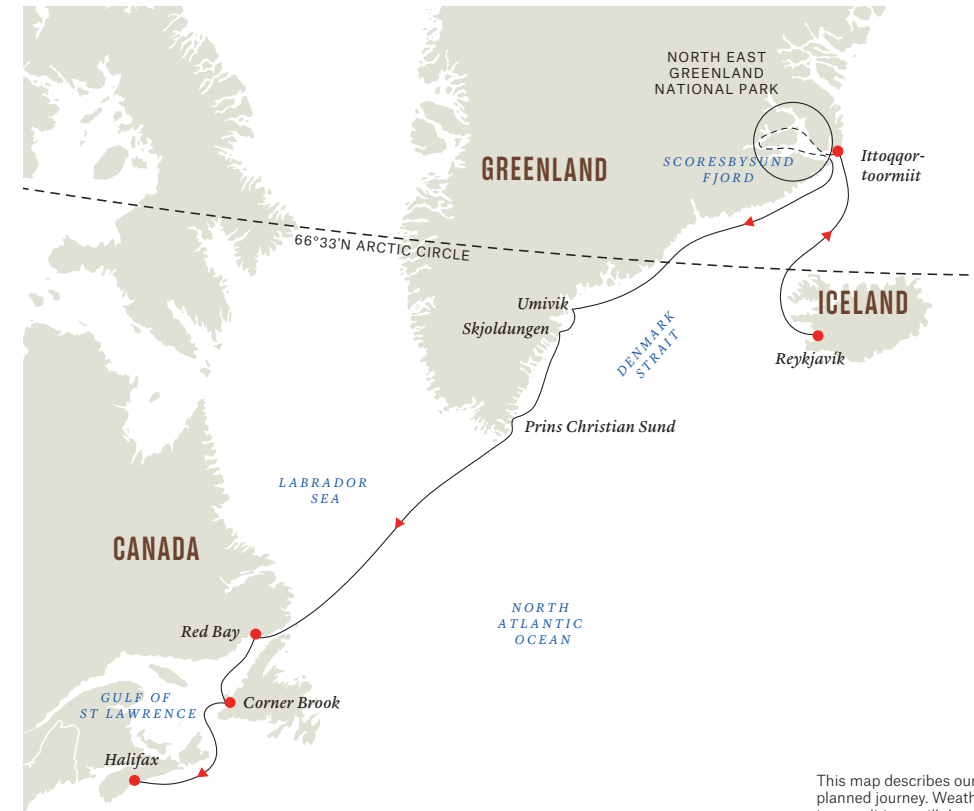 NORTH EAST
GREENLAND
NATIONAL PARK
GREENLAND
SCORESBYSUND
FJORD
Ittoqqor-
toormiit
66°33'N ARCTIC CIRCLE
Umivik
ICELAND
Skjoldungen
DENMARK
STRAIT
Reykjavík
Prins Christian Sund
LABRADOR
SEA
CANADA
NORTH
ATLANTIC
OCEAN
Red Bay
GULF OF
ST LAWRENCE
Corner Brook
Halifax
This map describes our
planned journey. Weath